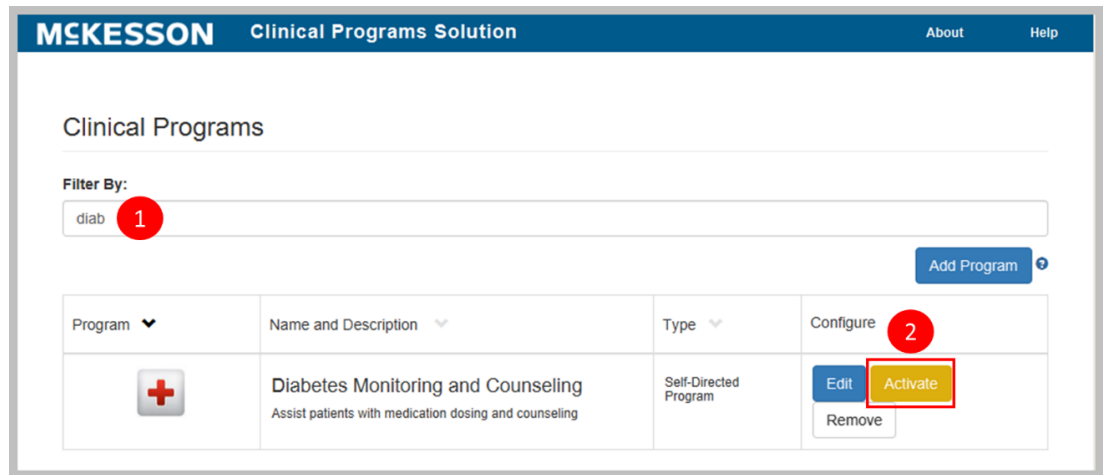 MCKESSON Clinical Programs Solution About Help
Clinical Programs
Filter By:
diab 1
Add Program ?
Program Name and Description Type Configure 2
Diabetes Monitoring and Counseling
Assist patients with medication dosing and counseling
Self-Directed
Program
Edit Activate
Remove